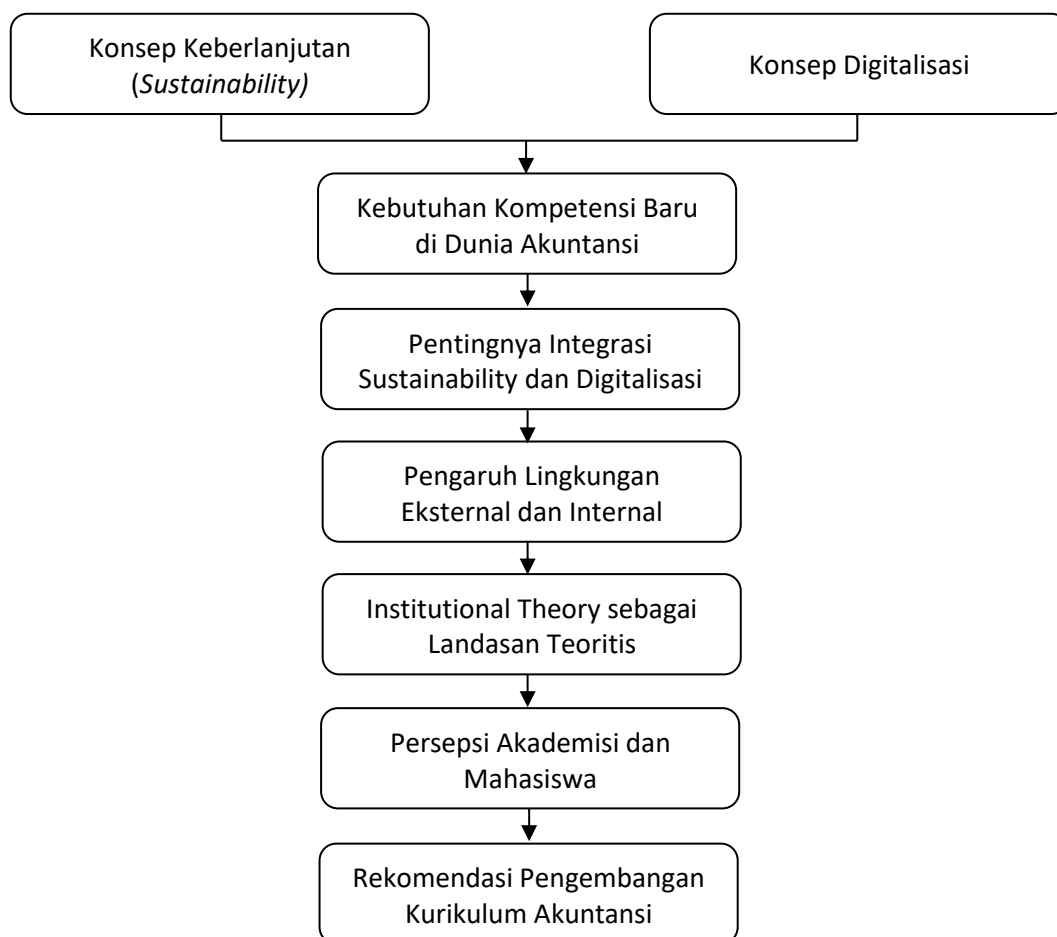 Konsep Keberlanjutan
(Sustainability)
Konsep Digitalisasi
Kebutuhan Kompetensi Baru
di Dunia Akuntansi
Pentingnya Integrasi
Sustainability dan Digitalisasi
Pengaruh Lingkungan
Eksternal dan Internal
Institutional Theory sebagai
Landasan Teoritis
Persepsi Akademisi dan
Mahasiswa
Rekomendasi Pengembangan
Kurikulum Akuntansi